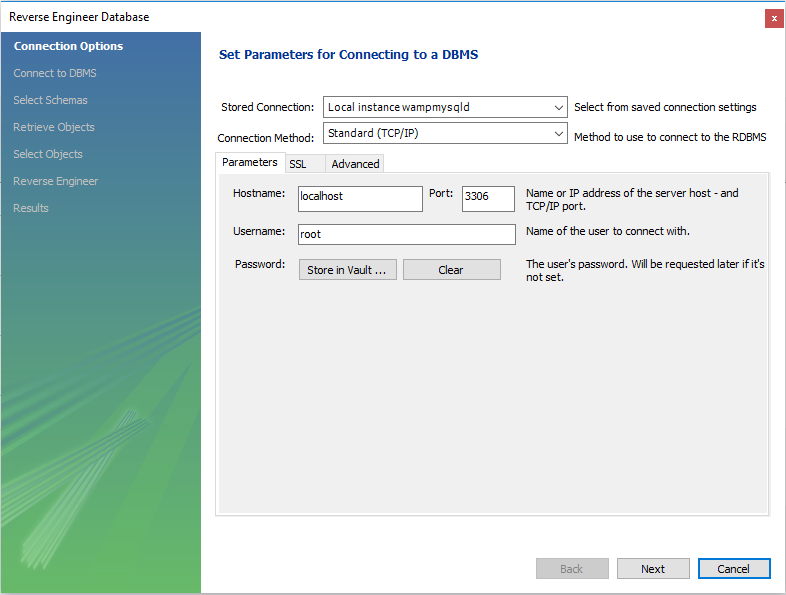 Reverse Engineer Database
x
Connection Options
Connect to DBMS
Select Schemas
Retrieve Objects
Select Objects
Reverse Engineer
Results
Set Parameters for Connecting to a DBMS
Stored Connection: Local instance wampmysqld Select from saved connection settings
Connection Method: Standard (TCP/IP) Method to use to connect to the RDBMS
Parameters SSL Advanced
Hostname: localhost Port: 3306 Name or IP address of the server host - and
TCP/IP port.
Username: root Name of the user to connect with.
Password: Store in Vault ... Clear The user's password. Will be requested later if it's
not set.
Back Next Cancel